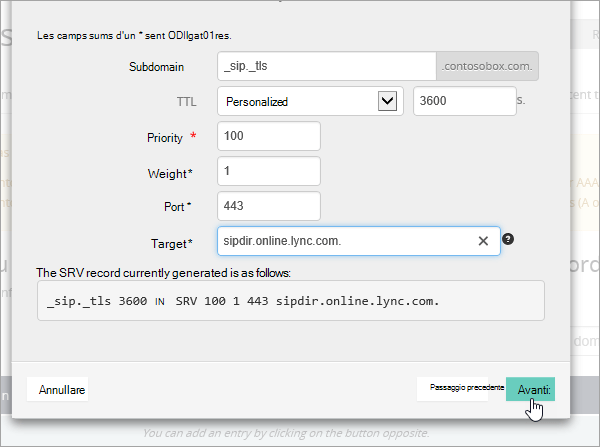 Les camps sums d'un * sent ODllgat01res.
Subdomain _sip._tls .contosobox.com.
TTL Personalized 3600 s.
Priority * 100
Weight* 1
Port* 443
Target* sipdir.online.lync.com. ?
The SRV record currently generated is as follows:
_sip._tls 3600 IN SRV 100 1 443 sipdir.online.lync.com.
Annullare Passaggio precedente Avanti:
You can add an entry by clicking on the button opposite.